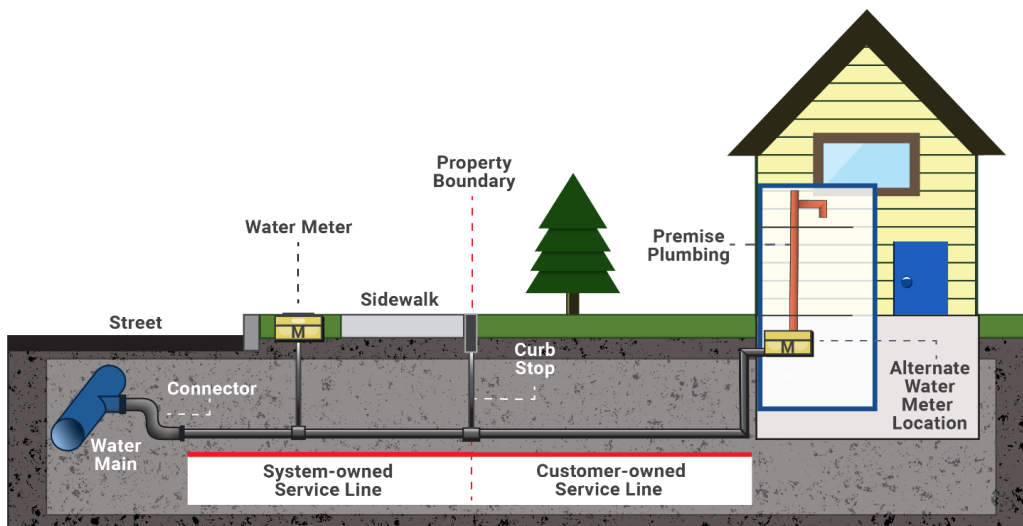 Property
Boundary
Water Meter
Premise
Plumbing
Sidewalk
Street
M
Curb
Stop
M
Connector
Alternate
Water
Meter
Location
Water
Main
System-owned
Service Line
Customer-owned
Service Line